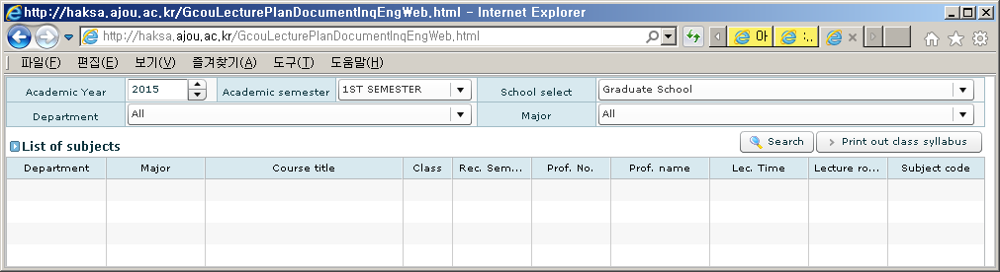 http://haksa.ajou.ac.kr/GcouLecturePlanDocumentInqEngWeb.html - Internet Explorer
http://haksa.ajou.ac.kr/GcouLecturePlanDocumentInqEngWeb.html 아 :..
파일(F) 편집(E) 보기(V) 즐겨찾기(A) 도구(T) 도움말(H)
Academic Year 2015 Academic semester 1ST SEMESTER School select Graduate School
Department All Major All
List of subjects Search Print out class syllabus
Department Major Course title Class Rec. Sem... Prof. No. Prof. name Lec. Time Lecture ro... Subject code